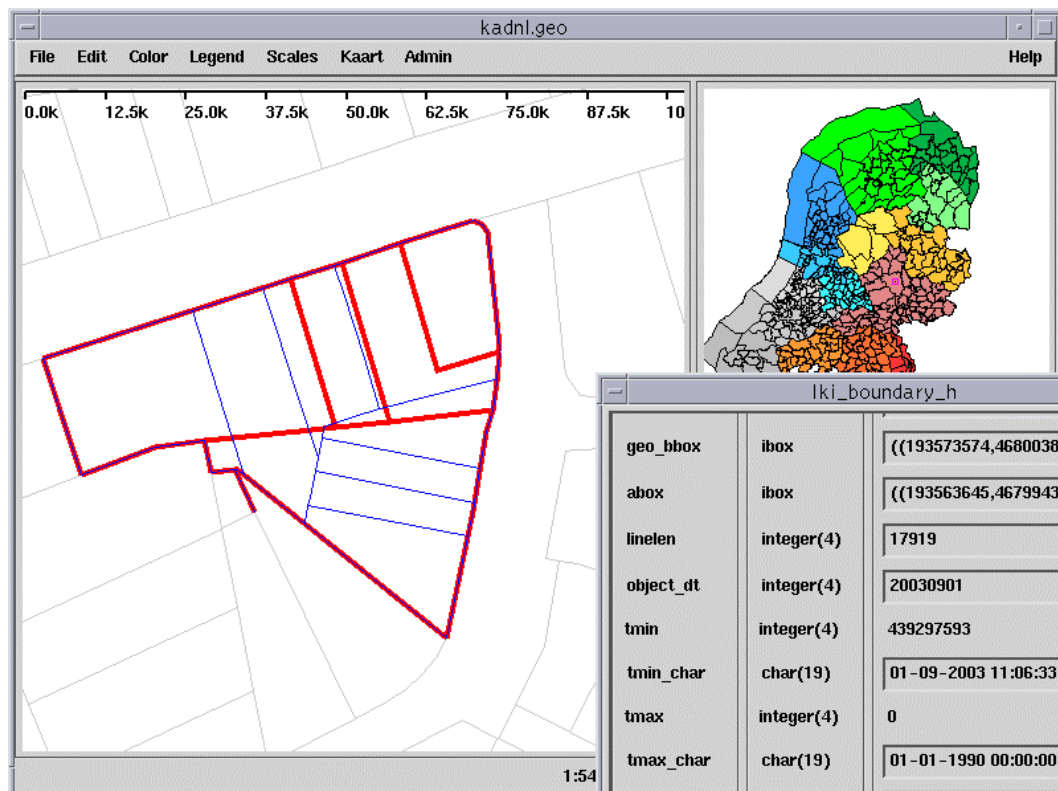 kadnl.geo
File Edit Color Legend Scales Kaart Admin Help
0.0k 12.5k 25.0k 37.5k 50.0k 62.5k 75.0k 87.5k 10
lki_boundary_h
geo_bbox ibox ((193573574,4680038
abox ibox ((193563645,4679943
linelen integer(4) 17919
object_dt integer(4) 20030901
tmin integer(4) 439297593
tmin_char char(19) 01-09-2003 11:06:33
tmax integer(4) 0
tmax_char char(19) 01-01-1990 00:00:00
1:54